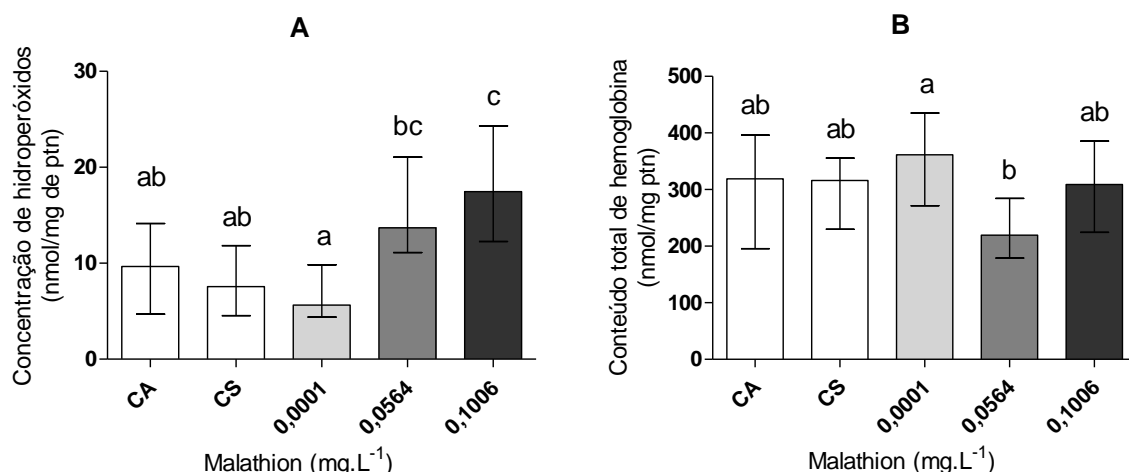 A
Concentração de hidroperóxidos
(nmol/mg de ptn)
30
20
10
0
ab
ab
a
bc
c
CA
CS
0,0001
0,0564
0,1006
Malathion (mg.L⁻¹)
B
Conteúdo total de hemoglobina
(nmol/mg ptn)
500
400
300
200
100
0
ab
ab
a
b
ab
CA
CS
0,0001
0,0564
0,1006
Malathion (mg.L⁻¹)